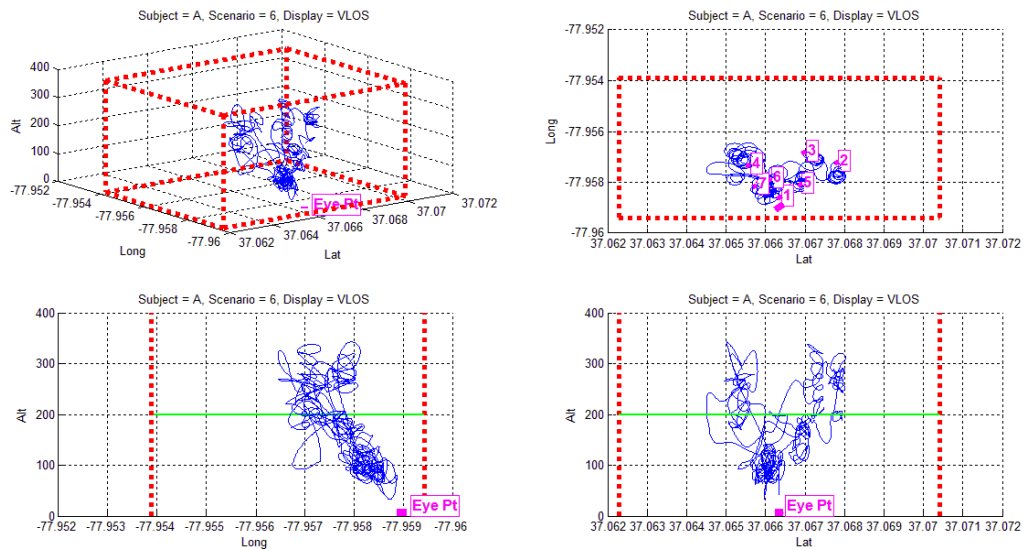 Subject = A, Scenario = 6, Display = VLOS
400
300
200
100
0
Alt
-77.952
-77.954
-77.956
-77.958
-77.96
Long
37.062
37.064
37.066
37.068
37.07
37.072
Lat
Eye Pt
Subject = A, Scenario = 6, Display = VLOS
-77.952
-77.954
-77.956
-77.958
-77.96
Long
3
4
2
6
7
5
1
37.062 37.063 37.064 37.065 37.066 37.067 37.068 37.069 37.07 37.071 37.072
Lat
Subject = A, Scenario = 6, Display = VLOS
400
300
200
100
0
Alt
Eye Pt
-77.952 -77.953 -77.954 -77.955 -77.956 -77.957 -77.958 -77.959 -77.96
Long
Subject = A, Scenario = 6, Display = VLOS
400
300
200
100
0
Alt
Eye Pt
37.062 37.063 37.064 37.065 37.066 37.067 37.068 37.069 37.07 37.071 37.072
Lat